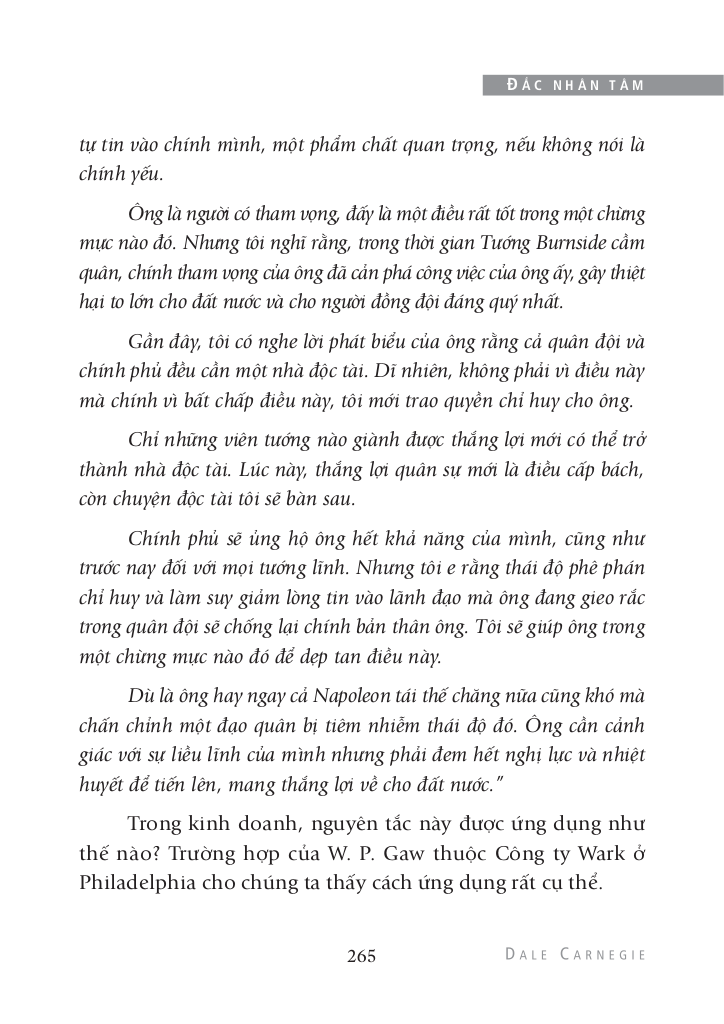 ĐẮC NHÂN TÂM
tự tin vào chính mình, một phẩm chất quan trọng, nếu không nói là
chính yếu.
Ông là người có tham vọng, đấy là một điều rất tốt trong một chừng
mực nào đó. Nhưng tôi nghĩ rằng, trong thời gian Tướng Burnside cầm
quân, chính tham vọng của ông đã cản phá công việc của ông ấy, gây thiệt
hại to lớn cho đất nước và cho người đồng đội đáng quý nhất.
Gần đây, tôi có nghe lời phát biểu của ông rằng cả quân đội và
chính phủ đều cần một nhà độc tài. Dĩ nhiên, không phải vì điều này
mà chính vì bất chấp điều này, tôi mới trao quyền chỉ huy cho ông.
Chỉ những viên tướng nào giành được thắng lợi mới có thể trở
thành nhà độc tài. Lúc này, thắng lợi quân sự mới là điều cấp bách,
còn chuyện độc tài tôi sẽ bàn sau.
Chính phủ sẽ ủng hộ ông hết khả năng của mình, cũng như
trước nay đối với mọi tướng lĩnh. Nhưng tôi e rằng thái độ phê phán
chỉ huy và làm suy giảm lòng tin vào lãnh đạo mà ông đang gieo rắc
trong quân đội sẽ chống lại chính bản thân ông. Tôi sẽ giúp ông trong
một chừng mực nào đó để dẹp tan điều này.
Dù là ông hay ngay cả Napoleon tái thế chăng nữa cũng khó mà
chấn chỉnh một đạo quân bị tiêm nhiễm thái độ đó. Ông cần cảnh
giác với sự liều lĩnh của mình nhưng phải đem hết nghị lực và nhiệt
huyết để tiến lên, mang thắng lợi về cho đất nước.”
Trong kinh doanh, nguyên tắc này được ứng dụng như
thế nào? Trường hợp của W. P. Gaw thuộc Công ty Wark ở
Philadelphia cho chúng ta thấy cách ứng dụng rất cụ thể.
265
DALE CARNEGIE